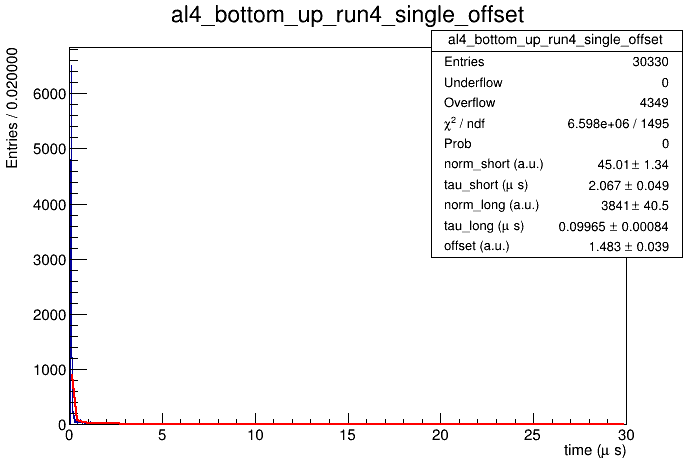 al4_bottom_up_run4_single_offset
al4_bottom_up_run4_single_offset
Entries 30330
Underflow 0
Overflow 4349
χ² / ndf 6.598e+06 / 1495
Prob 0
norm_short (a.u.) 45.01 ± 1.34
tau_short (μ s) 2.067 ± 0.049
norm_long (a.u.) 3841 ± 40.5
tau_long (μ s) 0.09965 ± 0.00084
offset (a.u.) 1.483 ± 0.039
Entries / 0.020000
6000
5000
4000
3000
2000
1000
0
0 5 10 15 20 25 30
time (μ s)